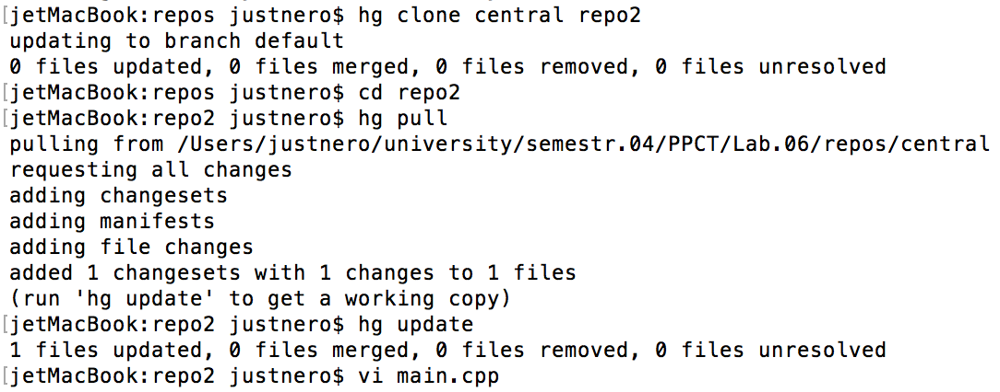 [jetMacBook:repos justnero$ hg clone central repo2
updating to branch default
0 files updated, 0 files merged, 0 files removed, 0 files unresolved
[jetMacBook:repos justnero$ cd repo2
[jetMacBook:repo2 justnero$ hg pull
pulling from /Users/justnero/university/semestr.04/PPCT/Lab.06/repos/central
requesting all changes
adding changesets
adding manifests
adding file changes
added 1 changesets with 1 changes to 1 files
(run 'hg update' to get a working copy)
[jetMacBook:repo2 justnero$ hg update
1 files updated, 0 files merged, 0 files removed, 0 files unresolved
[jetMacBook:repo2 justnero$ vi main.cpp